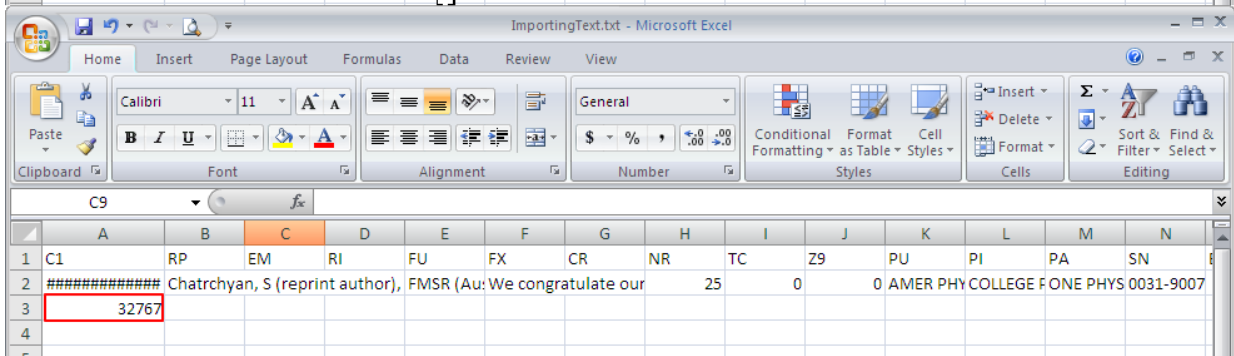 ImportingText.txt - Microsoft Excel
Home Insert Page Layout Formulas Data Review View
Paste
Clipboard
Calibri 11 A A
B I U A
Font
Alignment
General
$ % , .0 .00 .00 .0
Number
Conditional Formatting
Format as Table
Cell Styles
Styles
Insert
Delete
Format
Cells
Σ
Sort & Filter
Find & Select
Editing
C9 fx
A B C D E F G H I J K L M N
1 C1 RP EM RI FU FX CR NR TC Z9 PU PI PA SN
2 ############# Chatrchyan, S (reprint author), FMSR (Au We congratulate our 25 0 0 AMER PHY COLLEGE ONE PHYS 0031-9007
3 32767
4